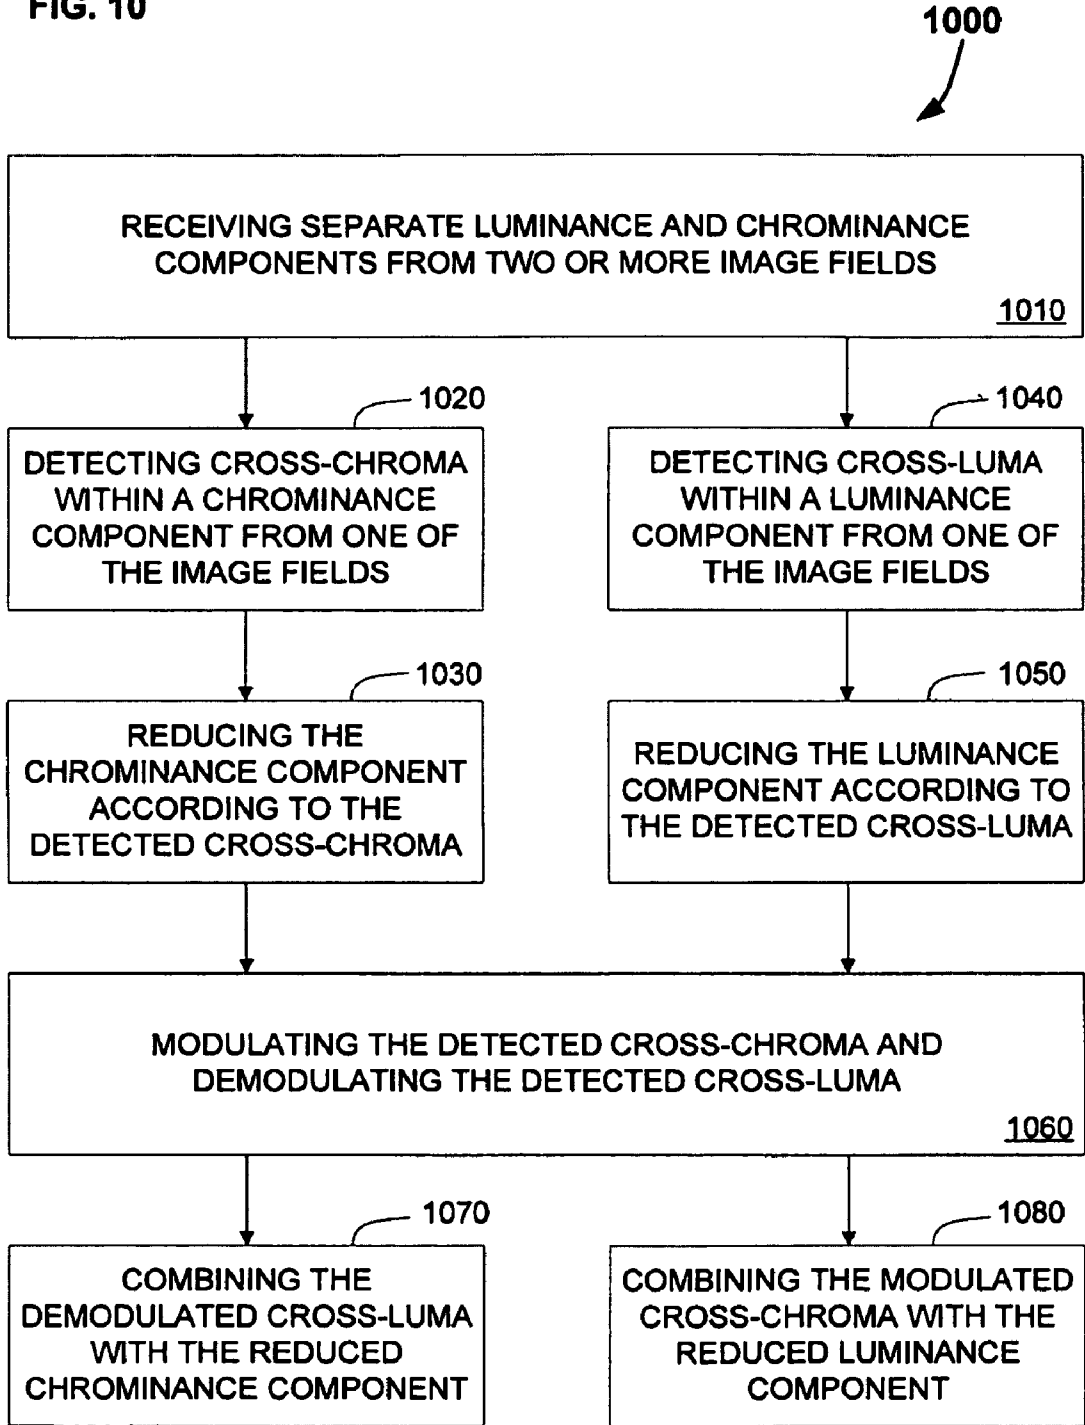 FIG. 10
1000
RECEIVING SEPARATE LUMINANCE AND CHROMINANCE
COMPONENTS FROM TWO OR MORE IMAGE FIELDS
1010
1020
DETECTING CROSS-CHROMA
WITHIN A CHROMINANCE
COMPONENT FROM ONE OF
THE IMAGE FIELDS
1040
DETECTING CROSS-LUMA
WITHIN A LUMINANCE
COMPONENT FROM ONE OF
THE IMAGE FIELDS
1030
REDUCING THE
CHROMINANCE COMPONENT
ACCORDING TO THE
DETECTED CROSS-CHROMA
1050
REDUCING THE LUMINANCE
COMPONENT ACCORDING TO
THE DETECTED CROSS-LUMA
MODULATING THE DETECTED CROSS-CHROMA AND
DEMODULATING THE DETECTED CROSS-LUMA
1060
1070
COMBINING THE
DEMODULATED CROSS-LUMA
WITH THE REDUCED
CHROMINANCE COMPONENT
1080
COMBINING THE MODULATED
CROSS-CHROMA WITH THE
REDUCED LUMINANCE
COMPONENT